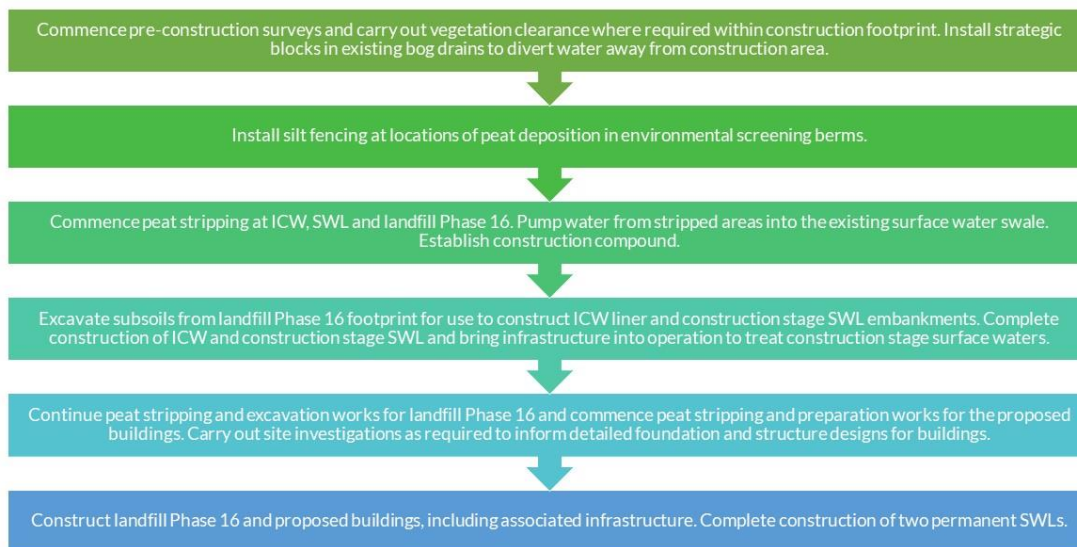 Commence pre-construction surveys and carry out vegetation clearance where required within construction footprint. Install strategic
blocks in existing bog drains to divert water away from construction area.
Install silt fencing at locations of peat deposition in environmental screening berms.
Commence peat stripping at ICW, SWL and landfill Phase 16. Pump water from stripped areas into the existing surface water swale.
Establish construction compound.
Excavate subsoils from landfill Phase 16 footprint for use to construct ICW liner and construction stage SWL embankments. Complete
construction of ICW and construction stage SWL and bring infrastructure into operation to treat construction stage surface waters.
Continue peat stripping and excavation works for landfill Phase 16 and commence peat stripping and preparation works for the proposed
buildings. Carry out site investigations as required to inform detailed foundation and structure designs for buildings.
Construct landfill Phase 16 and proposed buildings, including associated infrastructure. Complete construction of two permanent SWLs.